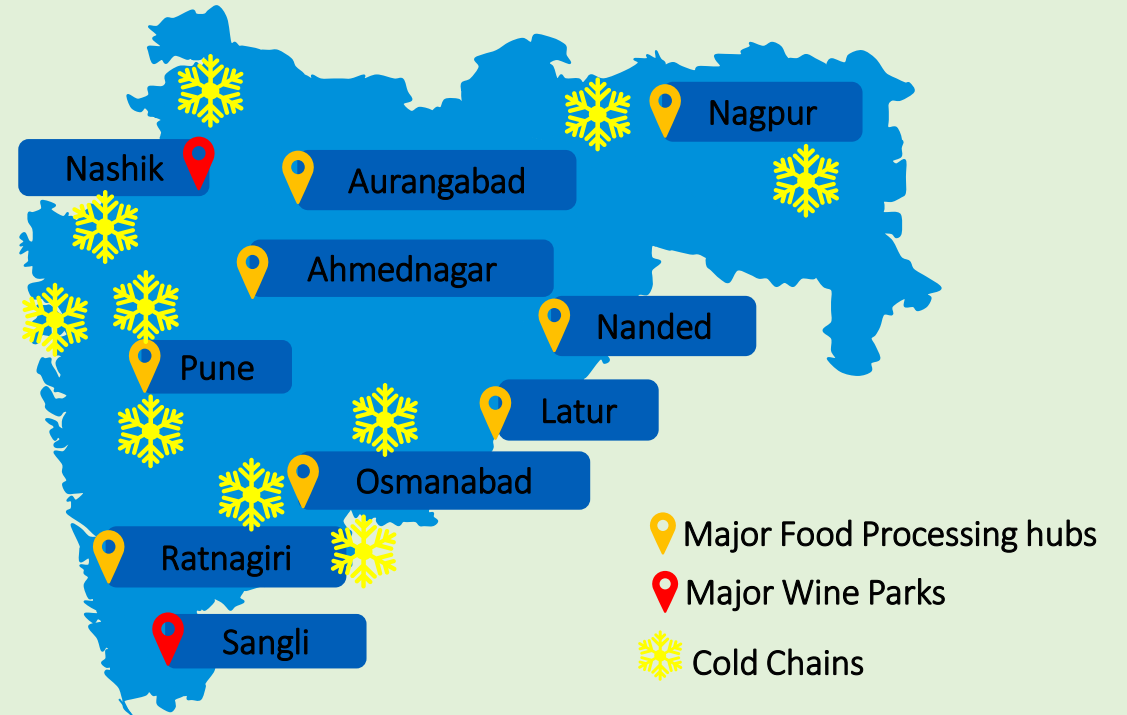 Nagpur
Nashik
Aurangabad
Ahmednagar
Nanded
Pune
Latur
Osmanabad
Ratnagiri
Sangli
Major Food Processing hubs
Major Wine Parks
Cold Chains